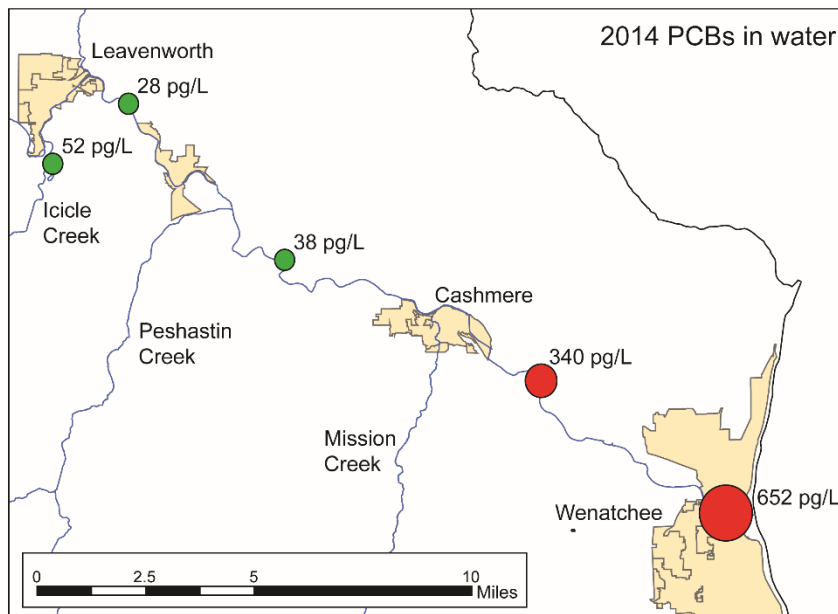 2014 PCBs in water
Leavenworth
28 pg/L
52 pg/L
Icicle
Creek
38 pg/L
Peshastin
Creek
Cashmere
340 pg/L
Mission
Creek
Wenatchee
652 pg/L
0 2.5 5 10
Miles